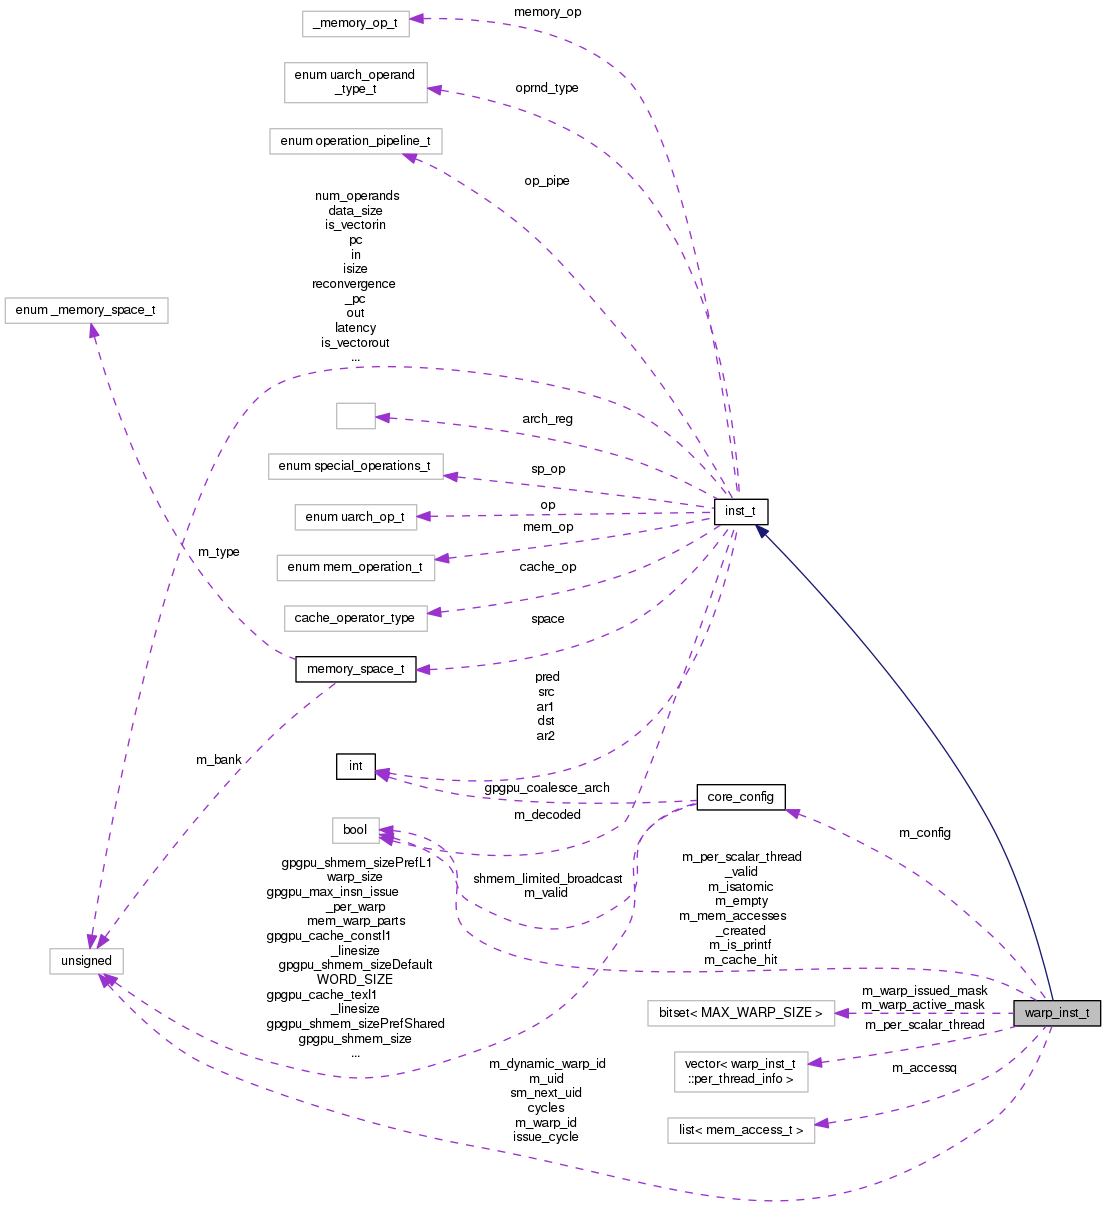 memory_op
_memory_op_t
enum uarch_operand
_type_t
oprnd_type
enum operation_pipeline_t
op_pipe
num_operands
data_size
is_vectorin
pc
in
isize
reconvergence
_pc
out
latency
is_vectorout
...
enum _memory_space_t
arch_reg
enum special_operations_t
sp_op
inst_t
op
enum uarch_op_t
mem_op
enum mem_operation_t
m_type
cache_op
cache_operator_type
space
memory_space_t
pred
src
ar1
dst
ar2
m_bank
int
gpgpu_coalesce_arch
core_config
m_decoded
bool
m_config
gpgpu_shmem_sizePrefL1
warp_size
gpgpu_max_insn_issue
_per_warp
mem_warp_parts
gpgpu_cache_constl1
_linesize
gpgpu_shmem_sizeDefault
WORD_SIZE
gpgpu_cache_texl1
_linesize
gpgpu_shmem_sizePrefShared
gpgpu_shmem_size
...
shmem_limited_broadcast
m_valid
m_per_scalar_thread
_valid
m_isatomic
m_empty
m_mem_accesses
_created
m_is_printf
m_cache_hit
unsigned
m_warp_issued_mask
m_warp_active_mask
bitset< MAX_WARP_SIZE >
warp_inst_t
m_per_scalar_thread
vector< warp_inst_t
::per_thread_info >
m_accessq
m_dynamic_warp_id
m_uid
sm_next_uid
cycles
m_warp_id
issue_cycle
list< mem_access_t >